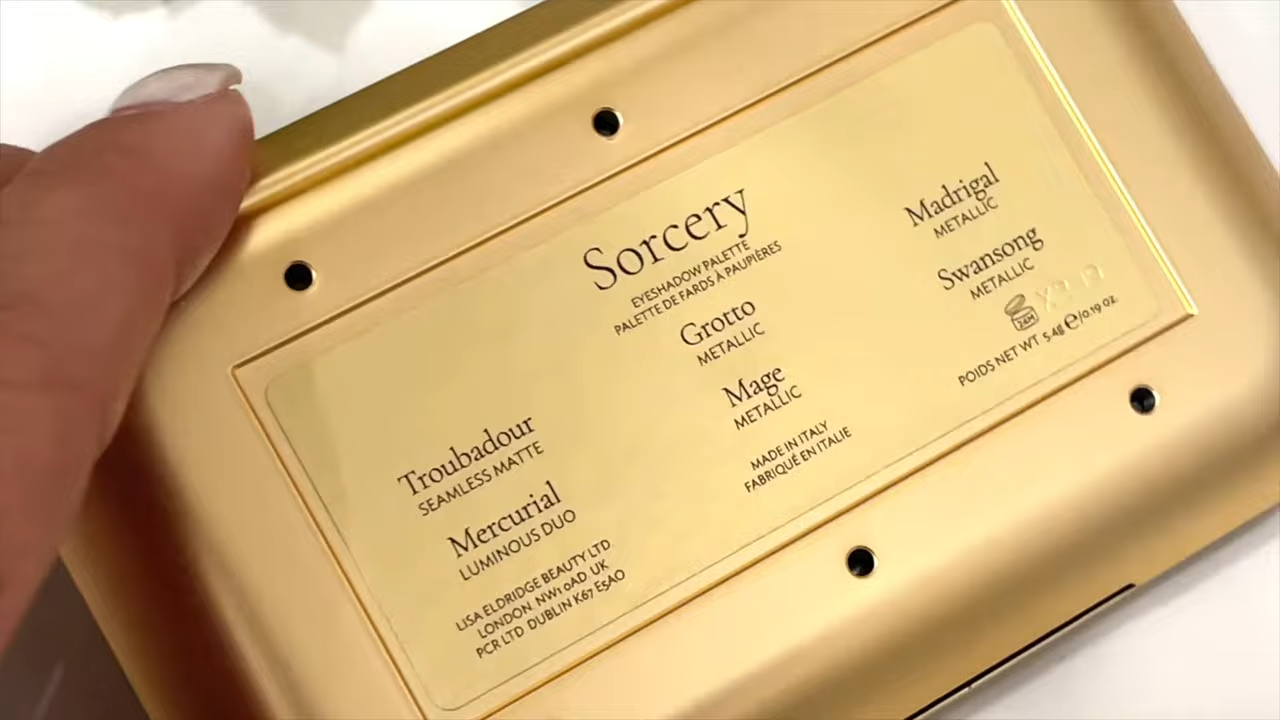 Sorcery
EYESHADOW PALETTE
PALETTE DE FARDS À PAUPIÈRES
Troubadour
SEAMLESS MATTE
Mercurial
LUMINOUS DUO
LISA ELDRIDGE BEAUTY LTD
LONDON NW1 0AD UK
PCR LTD DUBLIN K67 E5A0
Grotto
METALLIC
Mage
METALLIC
MADE IN ITALY
FABRIQUÉ EN ITALIE
Madrigal
METALLIC
Swansong
METALLIC
24M
POIDS NET WT 5.4g e/0.19 oz.